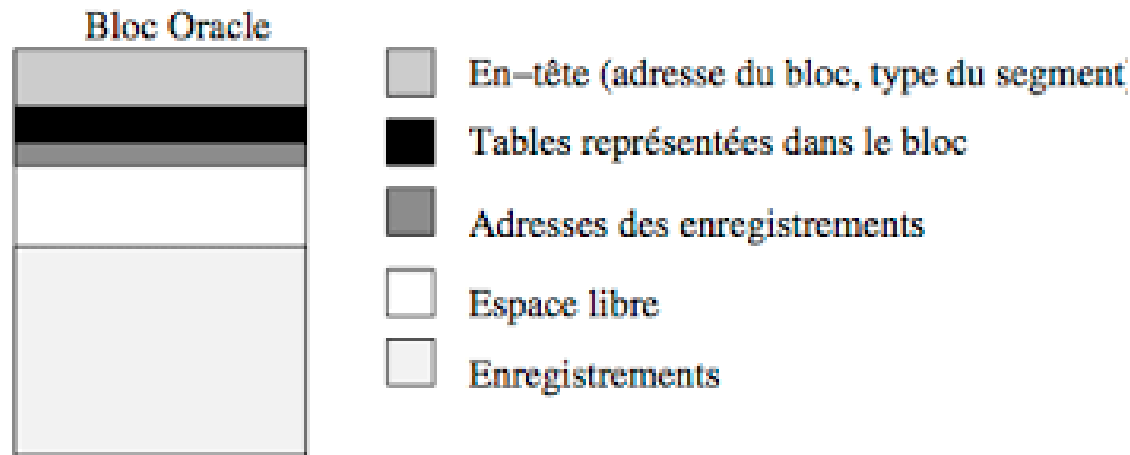 Bloc Oracle
En–tête (adresse du bloc, type du segment)
Tables représentées dans le bloc
Adresses des enregistrements
Espace libre
Enregistrements